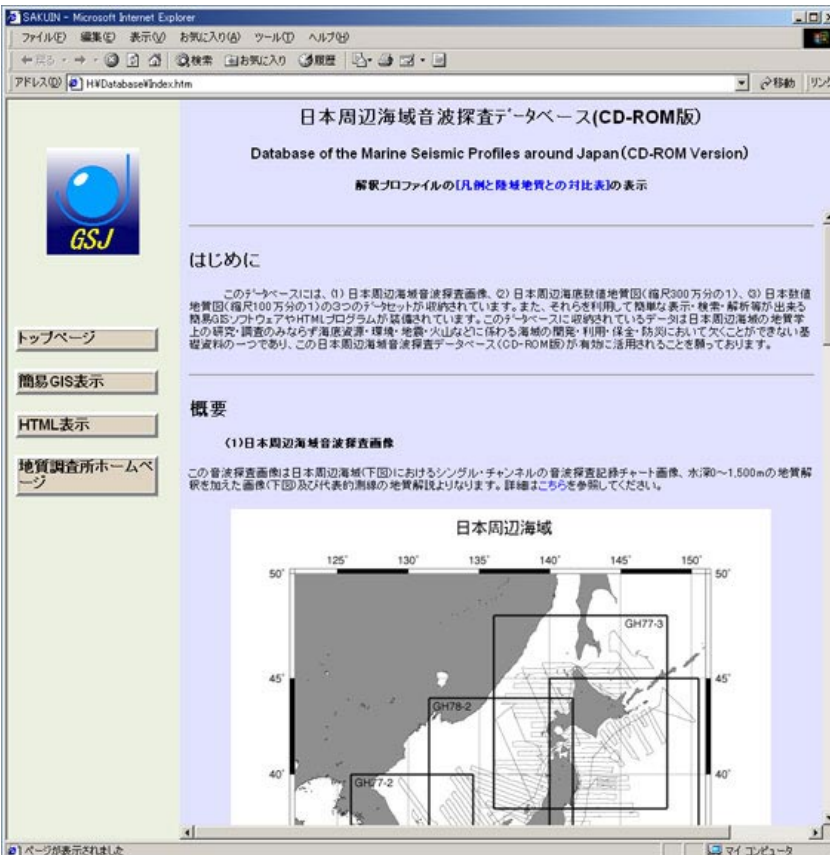 SAKUIN - Microsoft Internet Explorer
ファイル(F) 編集(E) 表示(V) お気に入り(A) ツール(T) ヘルプ(H)
戻る 検索 お気に入り 履歴
アドレス(D) H:¥Database¥Index.htm 移動 リンク
日本周辺海域音波探査データベース(CD-ROM版)
Database of the Marine Seismic Profiles around Japan(CD-ROM Version)
解釈プロファイルの[凡例と陸域地質との対比表]の表示
GSJ
トップページ
簡易GIS表示
HTML表示
地質調査所ホームペ
ージ
はじめに
このデータベースには、(1) 日本周辺海域音波探査画像、(2) 日本周辺海底数値地質図(縮尺300万分の1)、(3) 日本数値
地質図(縮尺100万分の1)の3つのデータセットが収納されています。また、それらを利用して簡単な表示・検索・解析等が出来る
簡易GISソフトウェアやHTMLプログラムが装備されています。このデータベースに収納されているデータは日本周辺海域の地質学
上の研究・調査のみならず海底資源・環境・地震・火山などに係わる海域の開発・利用・保全・防災において欠くことができない基
礎資料の一つであり、この日本周辺海域音波探査データベース(CD-ROM版)が有効に活用されることを願っております。
概要
(1)日本周辺海域音波探査画像
この音波探査画像は日本周辺海域(下図)におけるシングル・チャンネルの音波探査記録チャート画像、水深0～1,500mの地質解
釈を加えた画像(下図)及び代表的測線の地質解説よりなります。詳細はこちらを参照してください。
日本周辺海域
125° 130° 135° 140° 145° 150°
50° 50°
GH77-3
45° 45°
GH78-2
40° 40°
GH77-2
ページが表示されました マイ コンピュータ